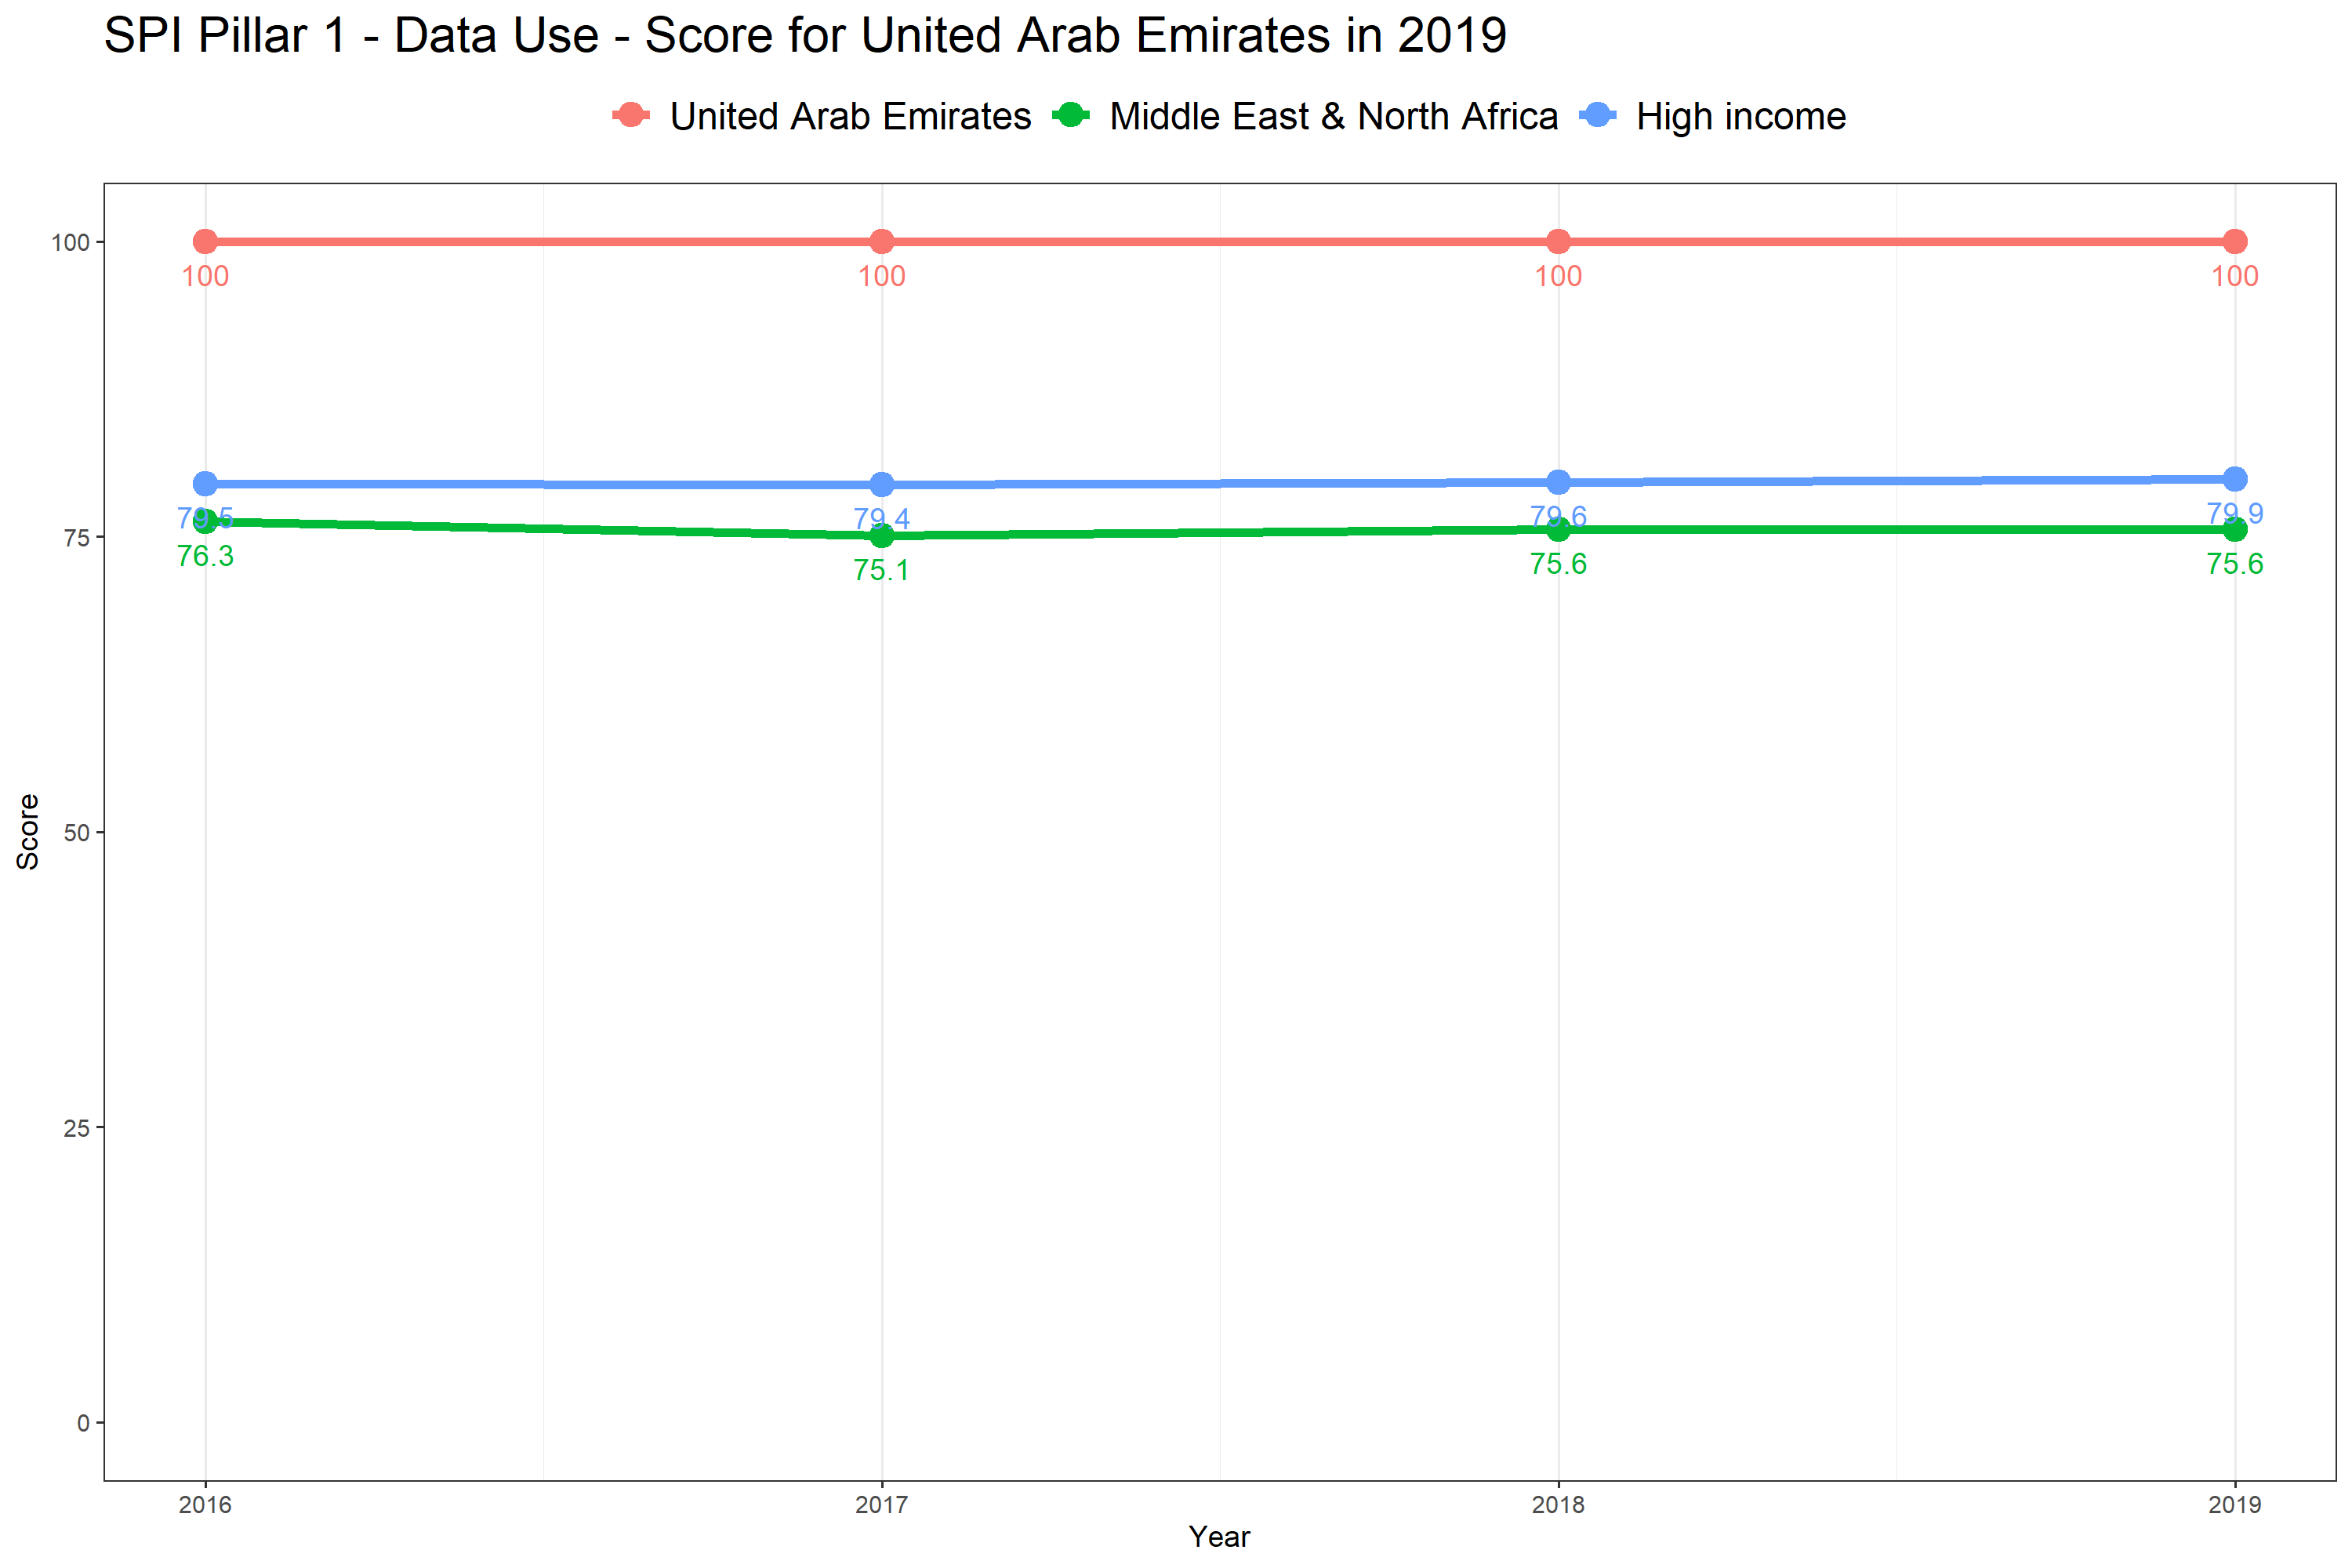 SPI Pillar 1 - Data Use - Score for United Arab Emirates in 2019
United Arab Emirates Middle East & North Africa High income
100
100 100 100 100
79.5 79.4 79.6 79.9
75
76.3 75.1 75.6 75.6
Score
50
25
0
2016 2017 2018 2019
Year